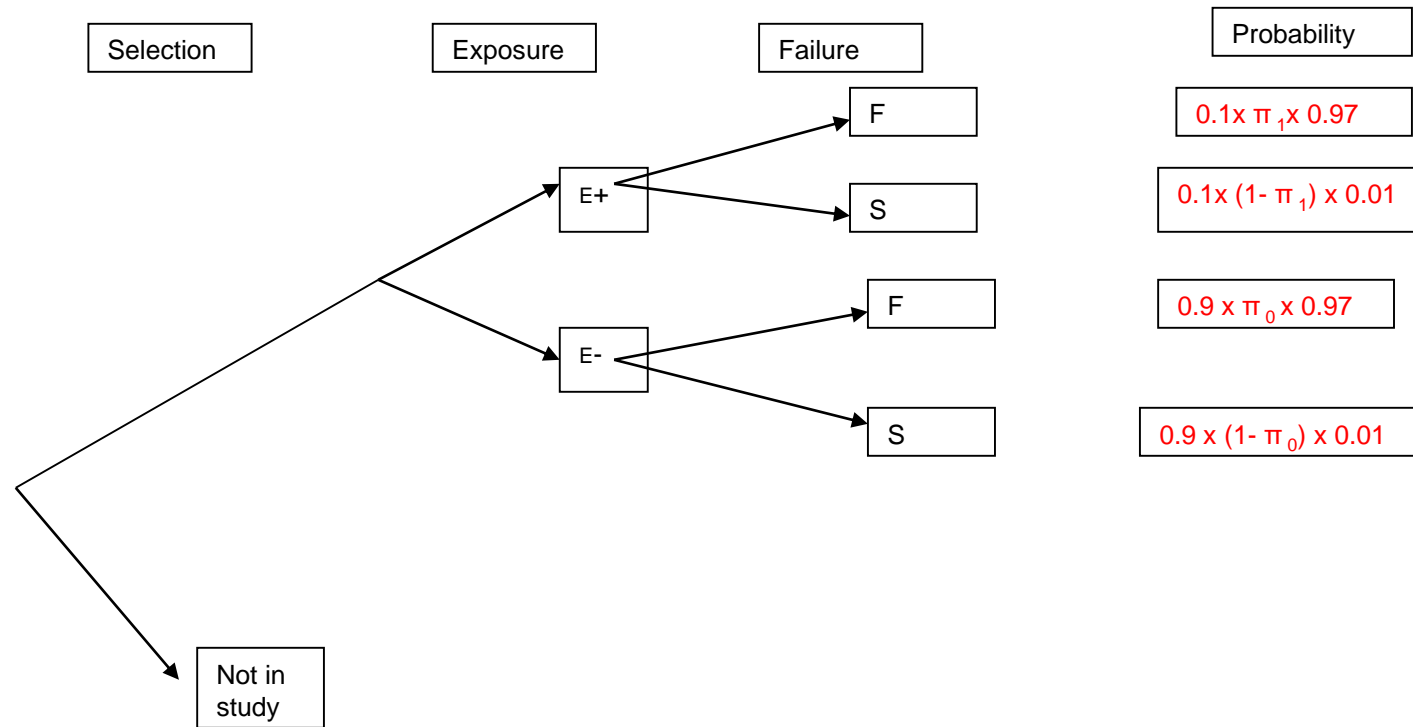 Selection
Exposure
Failure
Probability
F
0.1x π 1x 0.97
E+
S
0.1x (1- π 1) x 0.01
F
0.9 x π 0 x 0.97
E-
S
0.9 x (1- π 0) x 0.01
Not in
study